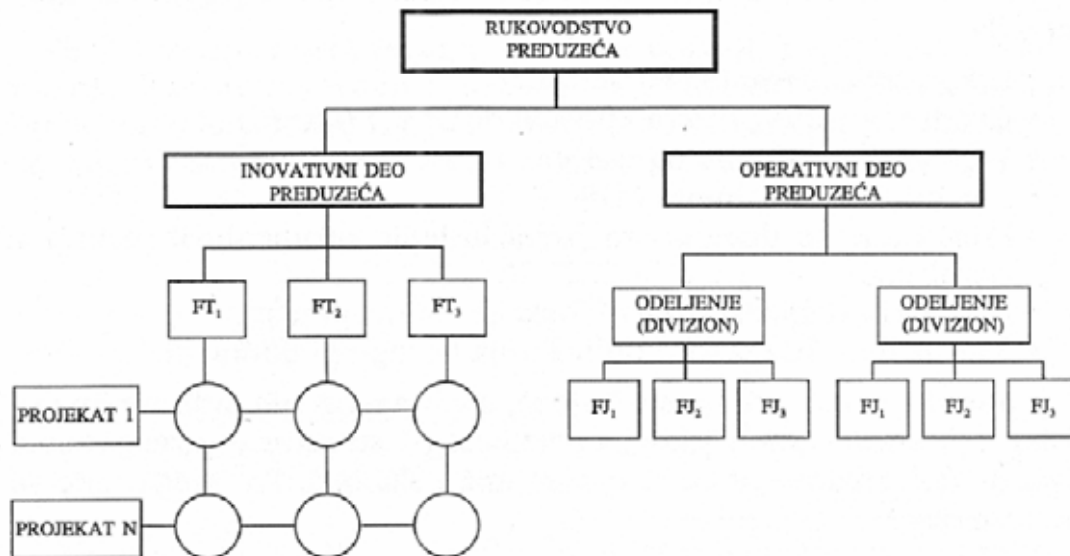 RUKOVODSTVO
PREDUZEĆA
INOVATIVNI DEO
PREDUZEĆA
OPERATIVNI DEO
PREDUZEĆA
FT₁
FT₂
FT₃
ODELJENJE
(DIVIZION)
ODELJENJE
(DIVIZION)
PROJEKAT 1
FJ₁
FJ₂
FJ₃
FJ₁
FJ₂
FJ₃
PROJEKAT N